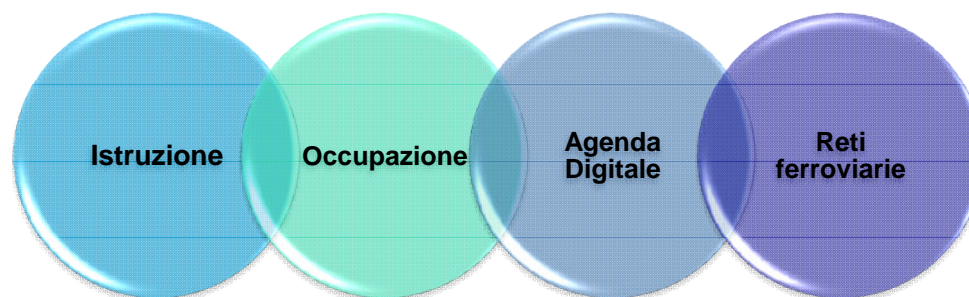 Istruzione
Occupazione
Agenda
Digitale
Reti
ferroviarie